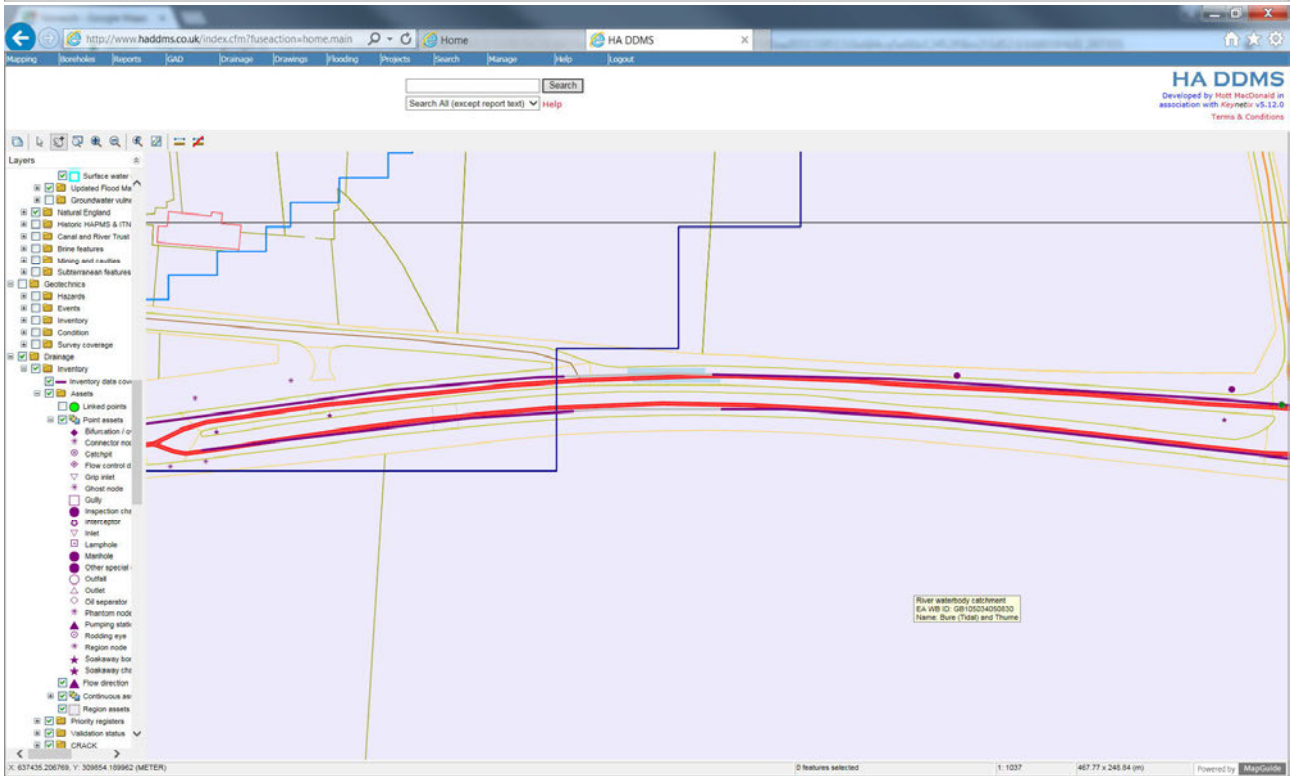 http://www.haddms.co.uk/index.cfm?fuseaction=home.main
Home
HA DDMS
Mapping Boreholes Reports GAD Drainage Drawings Flooding Projects Search Manage Help Logout
Search
Search All (except report text) Help
HA DDMS
Developed by Mott MacDonald in
association with Keynetix v5.12.0
Terms & Conditions
Layers
Surface water
Updated Flood Ma
Groundwater vulne
Natural England
Historic HAPMS & ITN
Canal and River Trust
Brine features
Mining and cavities
Subterranean features
Geotechnics
Hazards
Events
Inventory
Condition
Survey coverage
Drainage
Inventory
Inventory data cov
Assets
Linked points
Point assets
Bifurcation / o
Connector nod
Catchpit
Flow control d
Grip inlet
Ghost node
Gully
Inspection cha
Interceptor
Inlet
Lamphole
Manhole
Other special
Outfall
Outlet
Oil separator
Phantom node
Pumping stati
Rodding eye
Region node
Soakaway bor
Soakaway cha
Flow direction
Continuous ass
Region assets
Priority registers
Validation status
CRACK
River waterbody catchment
EA WB ID: GB105034050830
Name: Bure (Tidal) and Thurne
X: 637435.206769, Y: 309854.189962 (METER) 0 features selected 1: 1037 467.77 x 248.84 (m) Powered by MapGuide